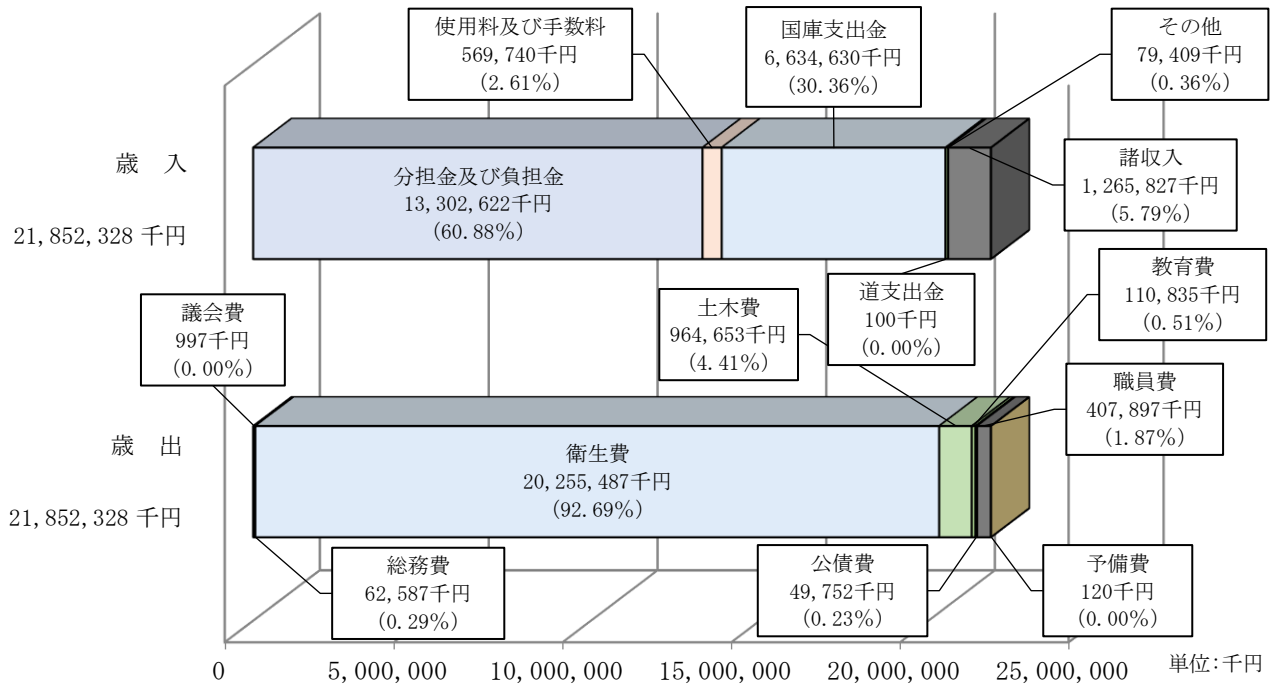 使用料及び手数料
569,740千円
(2.61%)
国庫支出金
6,634,630千円
(30.36%)
その他
79,409千円
(0.36%)
歳 入
21,852,328 千円
分担金及び負担金
13,302,622千円
(60.88%)
諸収入
1,265,827千円
(5.79%)
道支出金
100千円
(0.00%)
議会費
997千円
(0.00%)
土木費
964,653千円
(4.41%)
教育費
110,835千円
(0.51%)
職員費
407,897千円
(1.87%)
歳 出
21,852,328 千円
衛生費
20,255,487千円
(92.69%)
総務費
62,587千円
(0.29%)
公債費
49,752千円
(0.23%)
予備費
120千円
(0.00%)
0 5,000,000 10,000,000 15,000,000 20,000,000 25,000,000 単位:千円